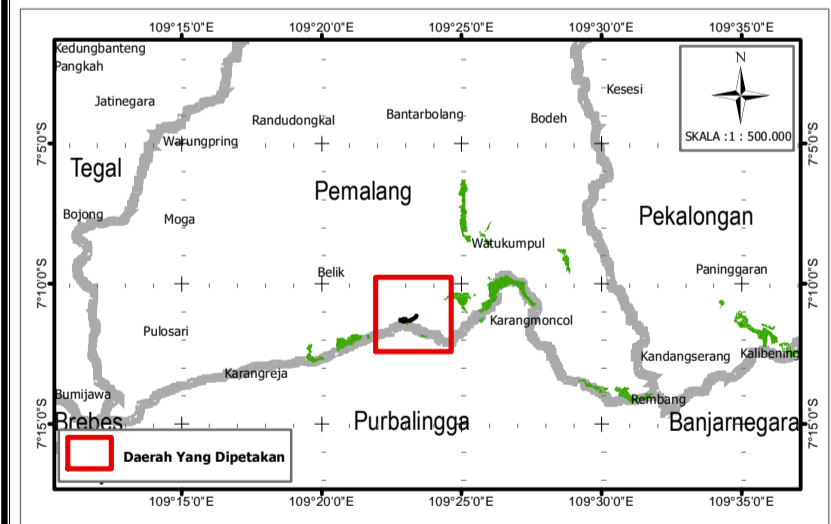 109°15'0"E 109°20'0"E 109°25'0"E 109°30'0"E 109°35'0"E
Kedungbanteng
Pangkah
N
Kesesi
Jatinegara
Bantarbolang
Bodeh
Randudongkal
SKALA :1 : 500.000
Warungpring
7°5'0"S 7°5'0"S
Tegal
Pemalang
Bojong
Moga
Pekalongan
Watukumpul
Belik
Paninggaran
7°10'0"S 7°10'0"S
Karangmoncol
Pulosari
Kandangserang
Kalibening
Karangreja
Bumijawa
Rembang
Brebes
Purbalingga
Banjarnegara
7°15'0"S 7°15'0"S
Daerah Yang Dipetakan
109°15'0"E 109°20'0"E 109°25'0"E 109°30'0"E 109°35'0"E